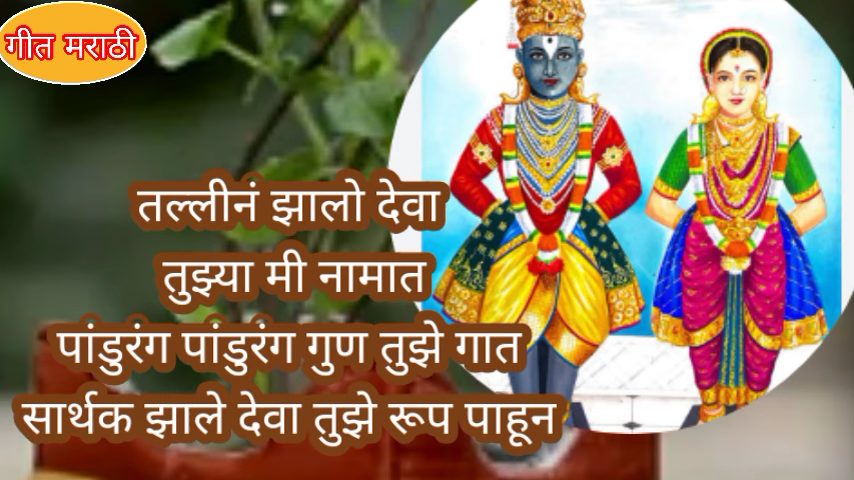 गीत मराठी
तल्लीनं झालो देवा
तुझ्या मी नामात
पांडुरंग पांडुरंग गुण तुझे गात
सार्थक झाले देवा तुझे रूप पाहून